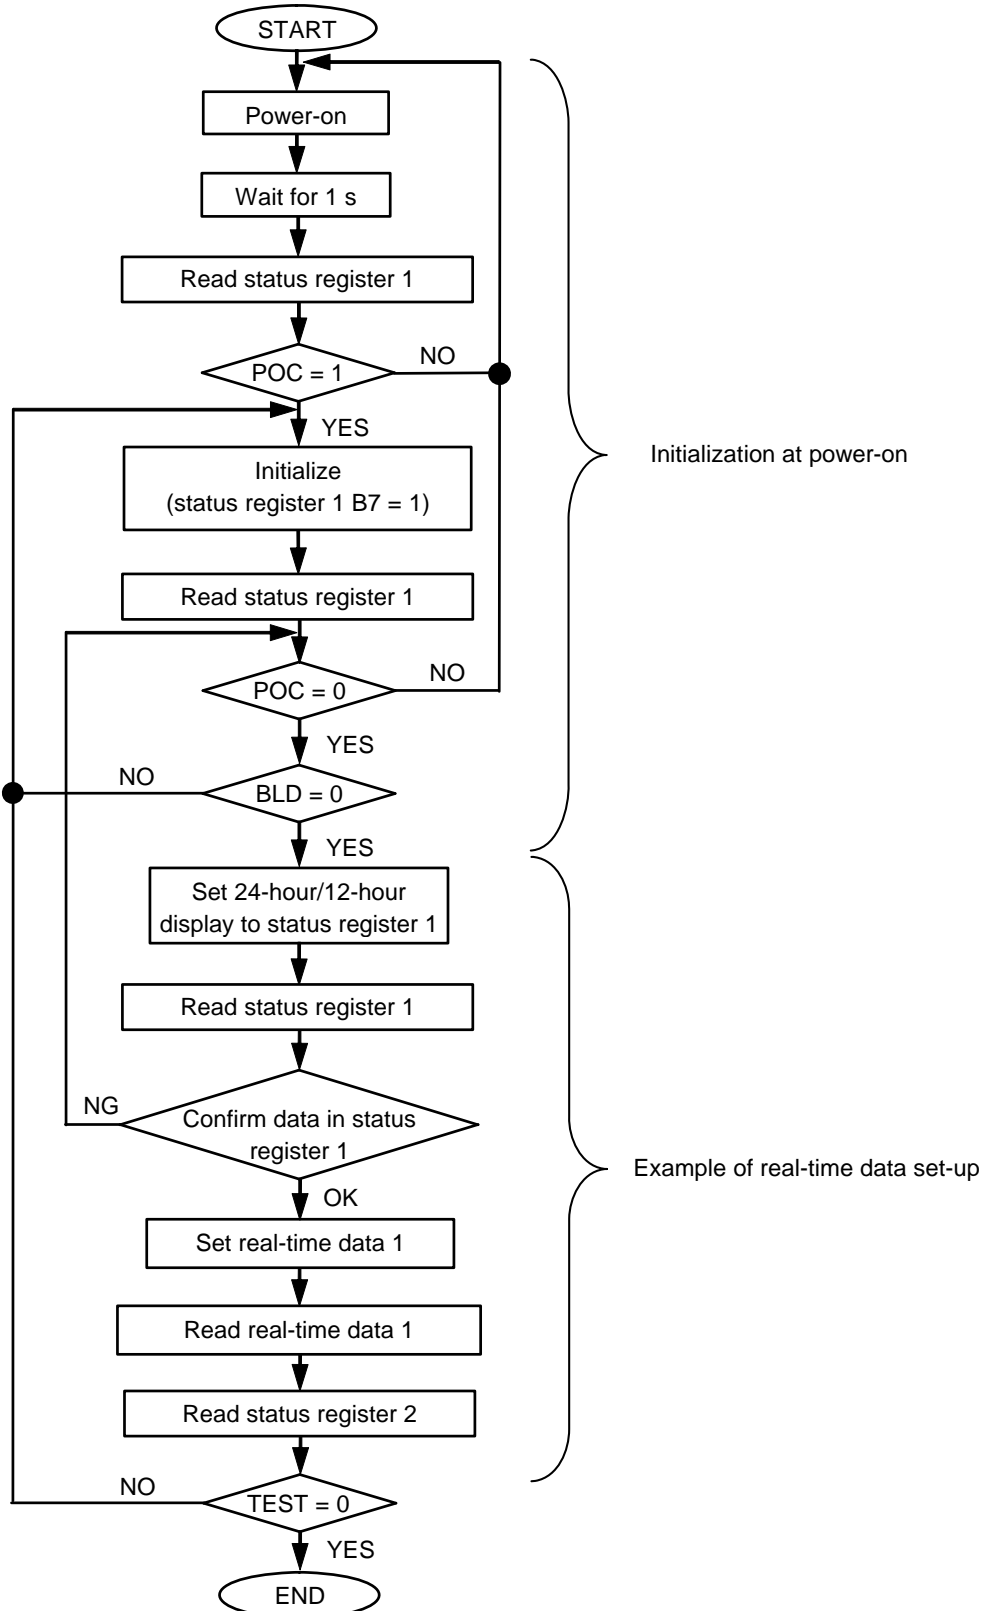 START
Power-on
Wait for 1 s
Read status register 1
POC = 1
NO
YES
Initialize
(status register 1 B7 = 1)
Initialization at power-on
Read status register 1
POC = 0
NO
YES
NO
BLD = 0
YES
Set 24-hour/12-hour
display to status register 1
Read status register 1
NG
Confirm data in status
register 1
Example of real-time data set-up
OK
Set real-time data 1
Read real-time data 1
Read status register 2
NO
TEST = 0
YES
END